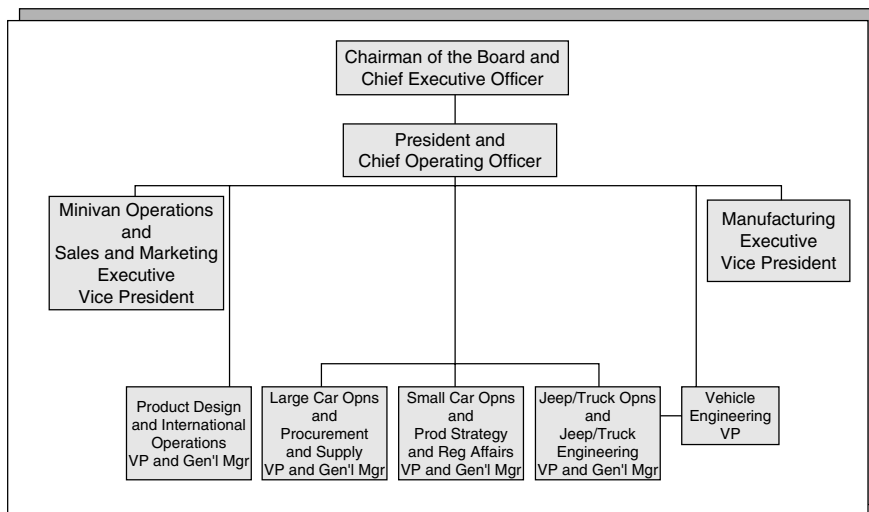 Chairman of the Board and
Chief Executive Officer
President and
Chief Operating Officer
Minivan Operations
and
Sales and Marketing
Executive
Vice President
Manufacturing
Executive
Vice President
Product Design
and International
Operations
VP and Gen'l Mgr
Large Car Opns
and
Procurement
and Supply
VP and Gen'l Mgr
Small Car Opns
and
Prod Strategy
and Reg Affairs
VP and Gen'l Mgr
Jeep/Truck Opns
and
Jeep/Truck
Engineering
VP and Gen'l Mgr
Vehicle
Engineering
VP